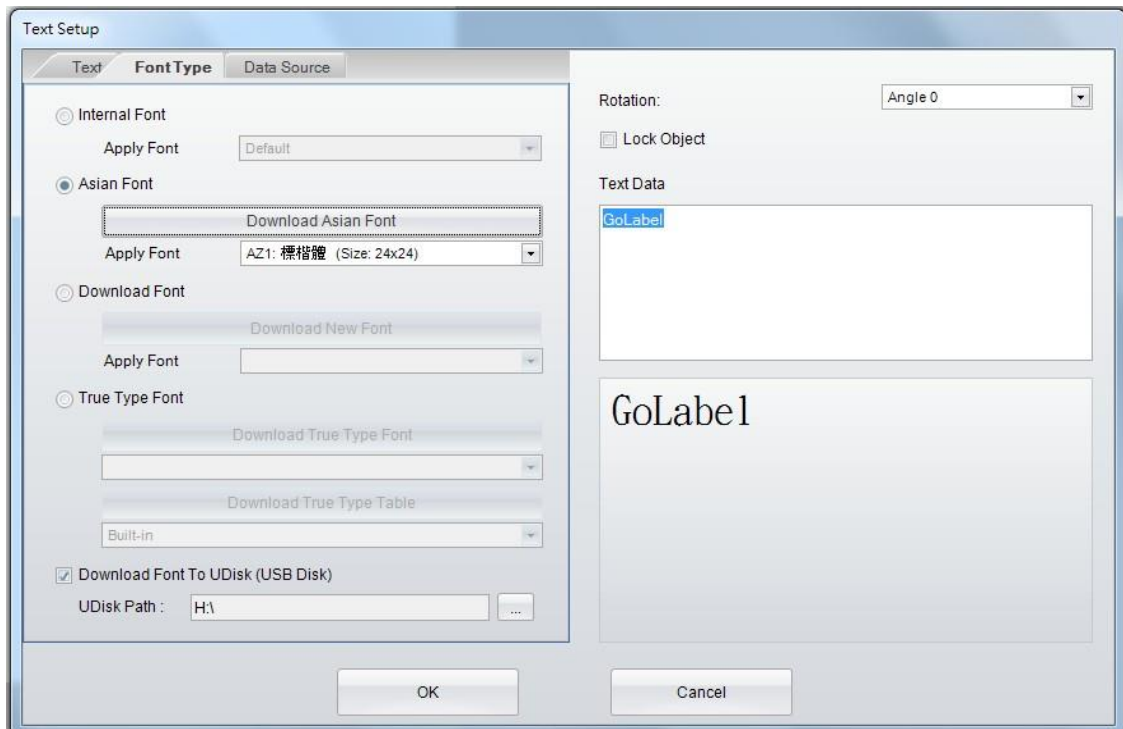 Text Setup
Text
Font Type
Data Source
Internal Font
Apply Font
Default
Asian Font
Download Asian Font
Apply Font
AZ1: 標楷體 (Size: 24x24)
Download Font
Download New Font
Apply Font
True Type Font
Download True Type Font
Download True Type Table
Built-in
Download Font To UDisk (USB Disk)
UDisk Path :
H:\
...
Rotation:
Angle 0
Lock Object
Text Data
GoLabel
GoLabel
OK
Cancel